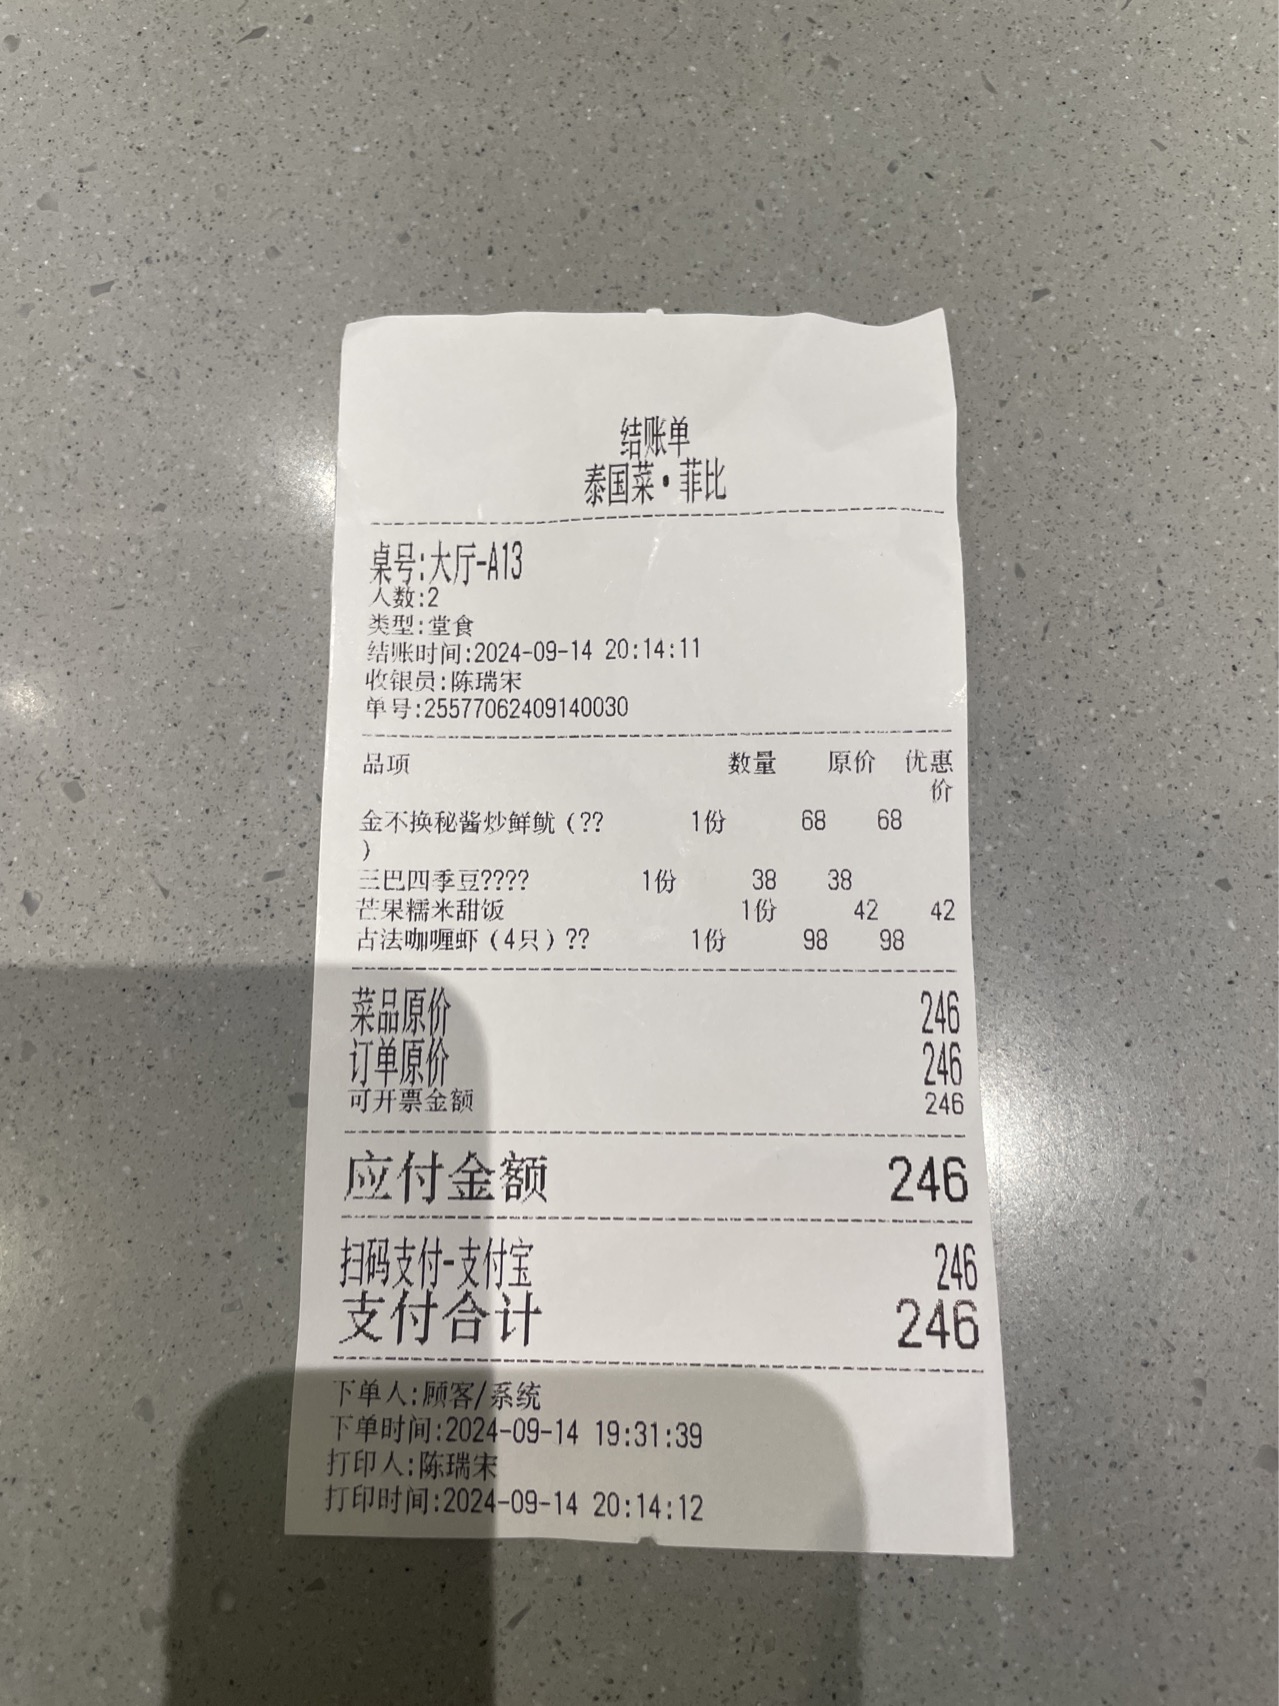 结账单
泰国菜•菲比
桌号:大厅-A13
人数:2
类型:堂食
结账时间:2024-09-14 20:14:11
收银员:陈瑞宋
单号:255770624091400​30
品项 数量 原价 优惠
价
金不换秘酱炒鲜鱿(?? 1份 68 68
)
三巴四季豆???? 1份 38 38
芒果糯米甜饭 1份 42 42
古法咖喱虾(4只)?? 1份 98 98
菜品原价 246
订单原价 246
可开票金额 246
应付金额 246
扫码支付-支付宝 246
支付合计 246
下单人:顾客/系统
下单时间:2024-09-14 19:31:39
打印人:陈瑞宋
打印时间:2024-09-14 20:14:12